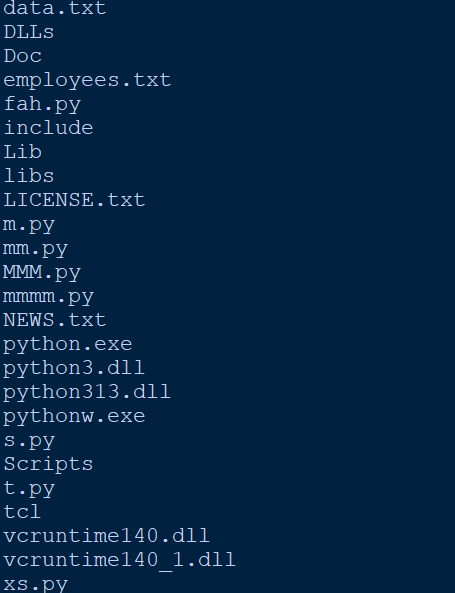 data.txt
DLLs
Doc
employees.txt
fah.py
include
Lib
libs
LICENSE.txt
m.py
mm.py
MMM.py
mmmm.py
NEWS.txt
python.exe
python3.dll
python313.dll
pythonw.exe
s.py
Scripts
t.py
tcl
vcruntime140.dll
vcruntime140_1.dll
xs.py